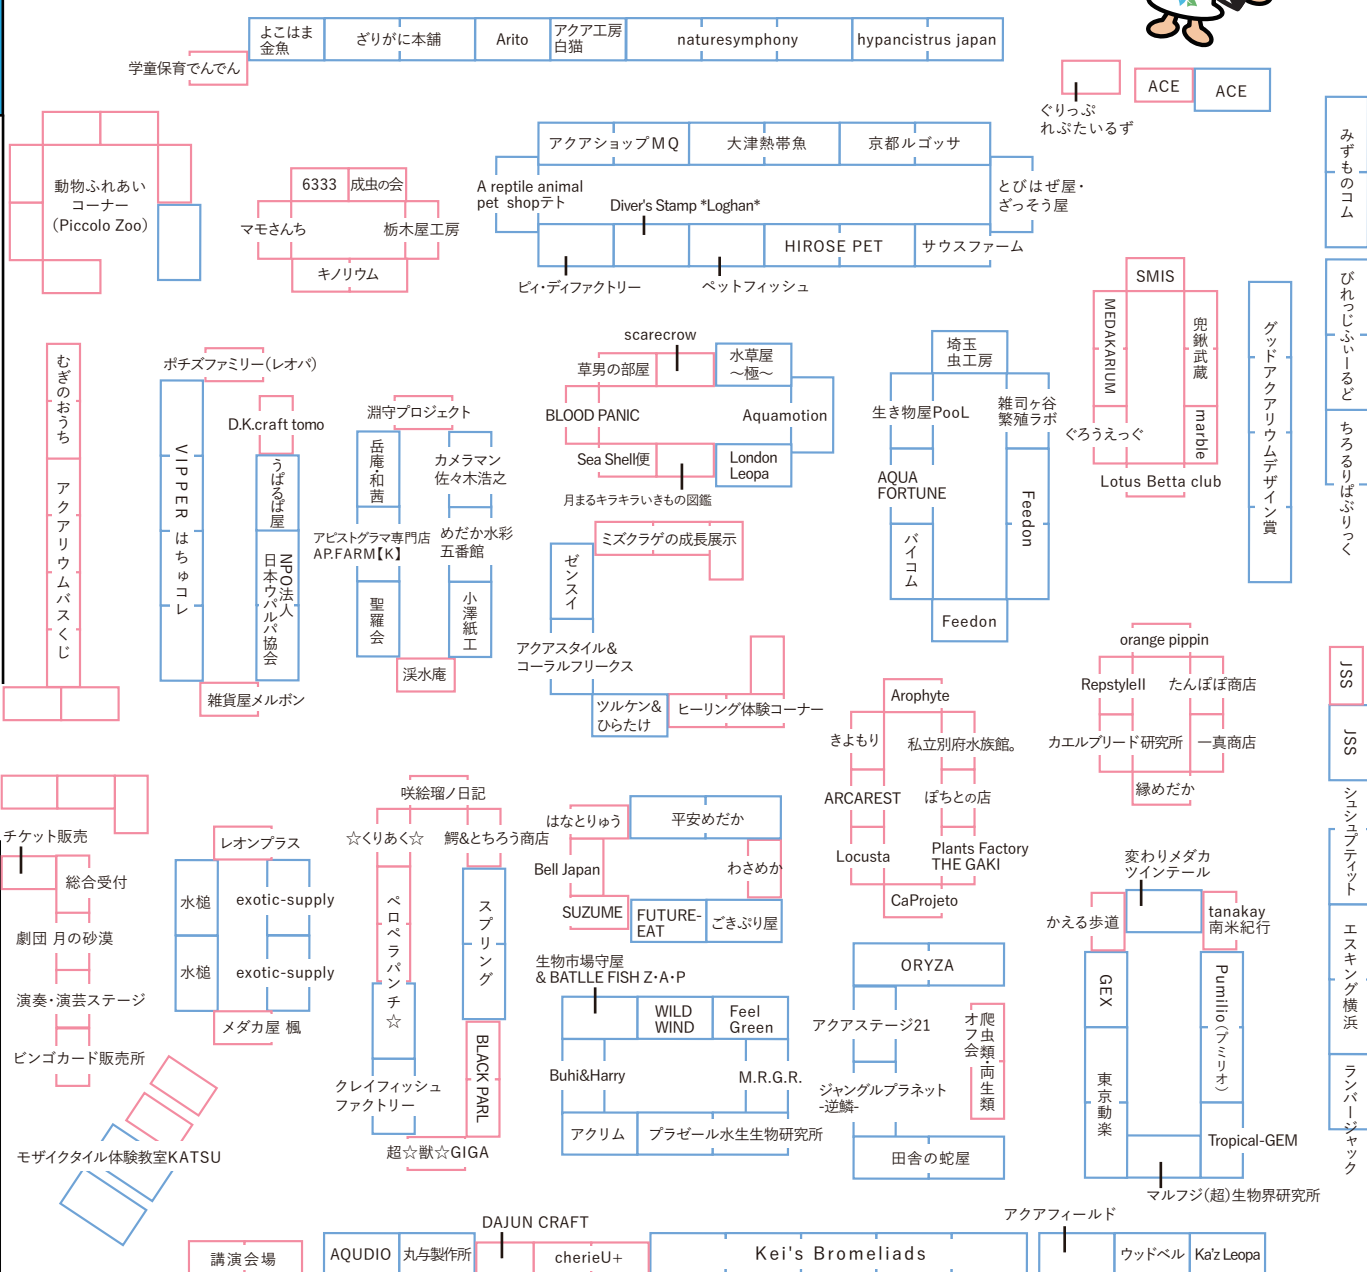 よこはま
金魚
ざりがに本舗
Arito
アクア工房
白猫
naturesymphony
hypancistrus japan
学童保育でんでん
ぐりっぷ
れぷたいるず
ACE
ACE
みずものコム
動物ふれあい
コーナー
(Piccolo Zoo)
6333
成虫の会
マモさんち
栃木屋工房
キノリウム
アクアショップMQ
大津熱帯魚
京都ルゴッサ
A reptile animal
pet shopテト
Diver's Stamp *Loghan*
とびはぜ屋・
ざっそう屋
HIROSE PET
サウスファーム
ピィ・ディファクトリー
ペットフィッシュ
SMIS
MEDAKARIUM
兜鍬武蔵
ぐろうえっぐ
marble
Lotus Betta club
グッドアクアリウムデザイン賞
びれっじふぃーるど
ちろるりぱぶりっく
むぎのおうち
アクアリウムバスくじ
ポチズファミリー(レオパ)
VIPPER はちゅコレ
D.K.craft tomo
うぱるぱ屋
NPO法人
日本ウパルパ協会
雑貨屋メルボン
淵守プロジェクト
岳庵・和茜
カメラマン
佐々木浩之
アピストグラマ専門店
AP.FARM【K】
めだか水彩
五番館
聖羅会
小澤紙工
渓水庵
scarecrow
草男の部屋
水草屋
～極～
BLOOD PANIC
Aquamotion
Sea Shell便
London
Leopa
月まるキラキラいきもの図鑑
ミズクラゲの成長展示
ゼンスイ
アクアスタイル&
コーラルフリークス
ツルケン&
ひらたけ
ヒーリング体験コーナー
埼玉
虫工房
生き物屋PooL
雑司ヶ谷
繁殖ラボ
AQUA
FORTUNE
Feedon
バイコム
Feedon
orange pippin
RepstyleII
たんぽぽ商店
カエルブリード研究所
一真商店
縁めだか
JSS
JSS
シュシュプティット
エスキング横浜
ランバージャック
Arophyte
きよもり
私立別府水族館。
ARCAREST
ぽちとの店
Locusta
Plants Factory
THE GAKI
CaProjeto
チケット販売
総合受付
劇団 月の砂漠
演奏・演芸ステージ
ビンゴカード販売所
レオンプラス
水槌
exotic-supply
水槌
exotic-supply
メダカ屋 楓
モザイクタイル体験教室KATSU
咲絵瑠ノ日記
☆くりあく☆
鰐&とちろう商店
ペロペラパンチ☆
スプリング
クレイフィッシュ
ファクトリー
BLACK PARL
超☆獣☆GIGA
はなとりゅう
平安めだか
Bell Japan
わさめか
SUZUME
FUTURE-
EAT
ごきぷり屋
生物市場守屋
& BATLLE FISH Z・A・P
WILD
WIND
Feel
Green
Buhi&Harry
M.R.G.R.
アクリム
プラゼール水生生物研究所
ORYZA
アクアステージ21
爬虫類・両生類
オフ会
ジャングルプラネット
-逆鱗-
田舎の蛇屋
変わりメダカ
ツインテール
かえる歩道
tanakay
南米紀行
GEX
Pumilio(プミリオ)
東京動楽
Tropical-GEM
マルフジ(超)生物界研究所
講演会場
AQUDIO
丸与製作所
DAJUN CRAFT
cherieU+
Kei's Bromeliads
アクアフィールド
ウッドベル
Ka'z Leopa